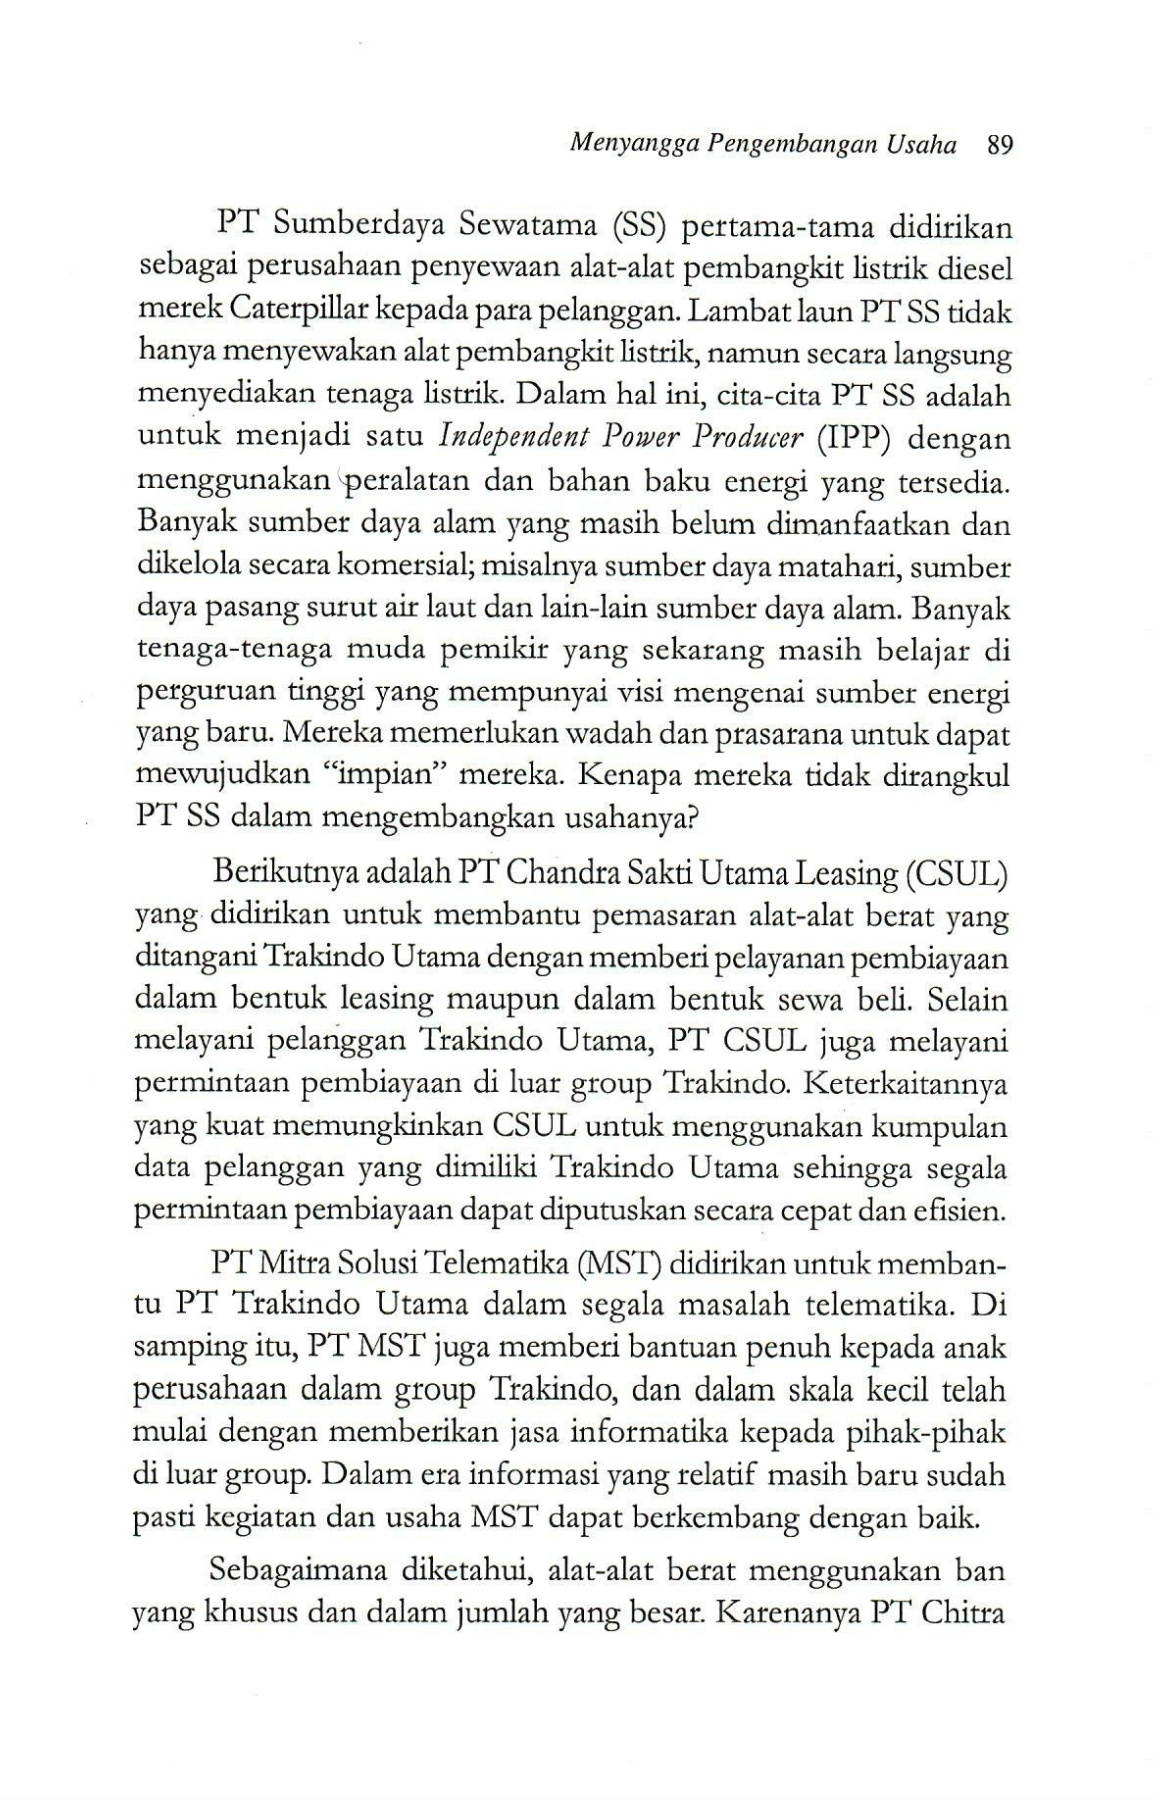 Menyangga Pengembangan Usaha 89
PT Sumberdaya Sewatama (SS) pertama-tama didirikan
sebagai perusahaan penyewaan alat-alat pembangkit listrik diesel
merek Caterpillar kepada para pelanggan. Lambat laun PT SS tidak
hanya menyewakan alat pembangkit listrik, namun secara langsung
menyediakan tenaga listrik. Dalam hal ini, cita-cita PT SS adalah
untuk menjadi satu Independent Power Producer (IPP) dengan
menggunakan peralatan dan bahan baku energi yang tersedia.
Banyak sumber daya alam yang masih belum dimanfaatkan dan
dikelola secara komersial; misalnya sumber daya matahari, sumber
daya pasang surut air laut dan lain-lain sumber daya alam. Banyak
tenaga-tenaga muda pemikir yang sekarang masih belajar di
perguruan tinggi yang mempunyai visi mengenai sumber energi
yang baru. Mereka memerlukan wadah dan prasarana untuk dapat
mewujudkan “impian” mereka. Kenapa mereka tidak dirangkul
PT SS dalam mengembangkan usahanya?
Berikutnya adalah PT Chandra Sakti Utama Leasing (CSUL)
yang didirikan untuk membantu pemasaran alat-alat berat yang
ditangani Trakindo Utama dengan memberi pelayanan pembiayaan
dalam bentuk leasing maupun dalam bentuk sewa beli. Selain
melayani pelanggan Trakindo Utama, PT CSUL juga melayani
permintaan pembiayaan di luar group Trakindo. Keterkaitannya
yang kuat memungkinkan CSUL untuk menggunakan kumpulan
data pelanggan yang dimiliki Trakindo Utama sehingga segala
permintaan pembiayaan dapat diputuskan secara cepat dan efisien.
PT Mitra Solusi Telematika (MST) didirikan untuk memban-
tu PT Trakindo Utama dalam segala masalah telematika. Di
samping itu, PT MST juga memberi bantuan penuh kepada anak
perusahaan dalam group Trakindo, dan dalam skala kecil telah
mulai dengan memberikan jasa informatika kepada pihak-pihak
di luar group. Dalam era informasi yang relatif masih baru sudah
pasti kegiatan dan usaha MST dapat berkembang dengan baik.
Sebagaimana diketahui, alat-alat berat menggunakan ban
yang khusus dan dalam jumlah yang besar. Karenanya PT Chitra